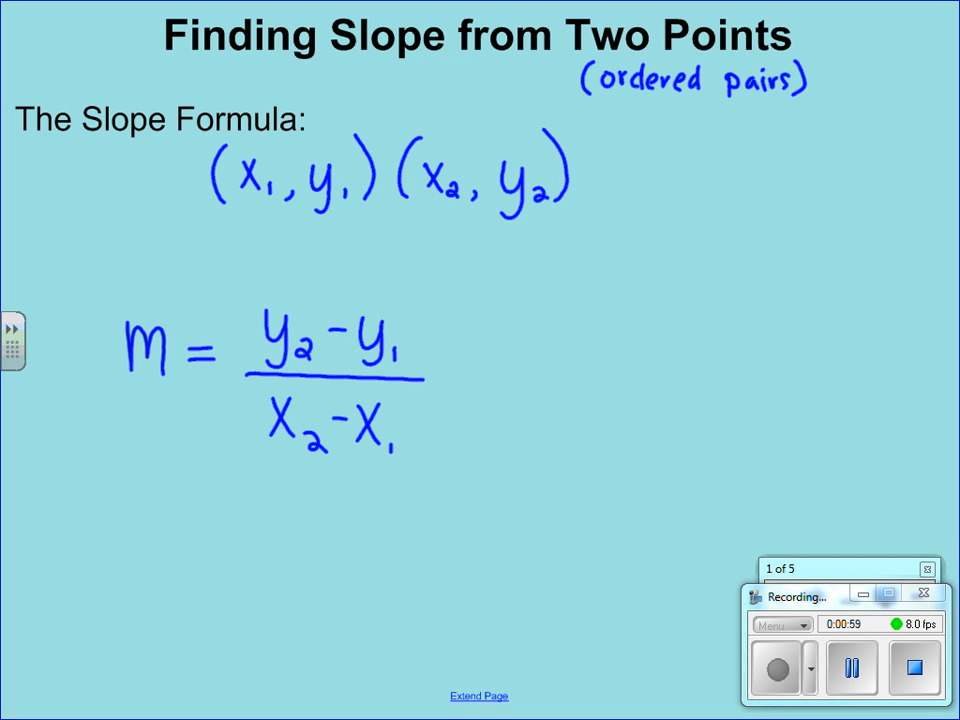 Finding Slope from Two Points
(ordered pairs)
The Slope Formula:
(x₁, y₁) (x₂, y₂)
m = y₂ - y₁
x₂ - x₁
1 of 5
Recording...
Menu
0:00:59
8.0 fps
Extend Page